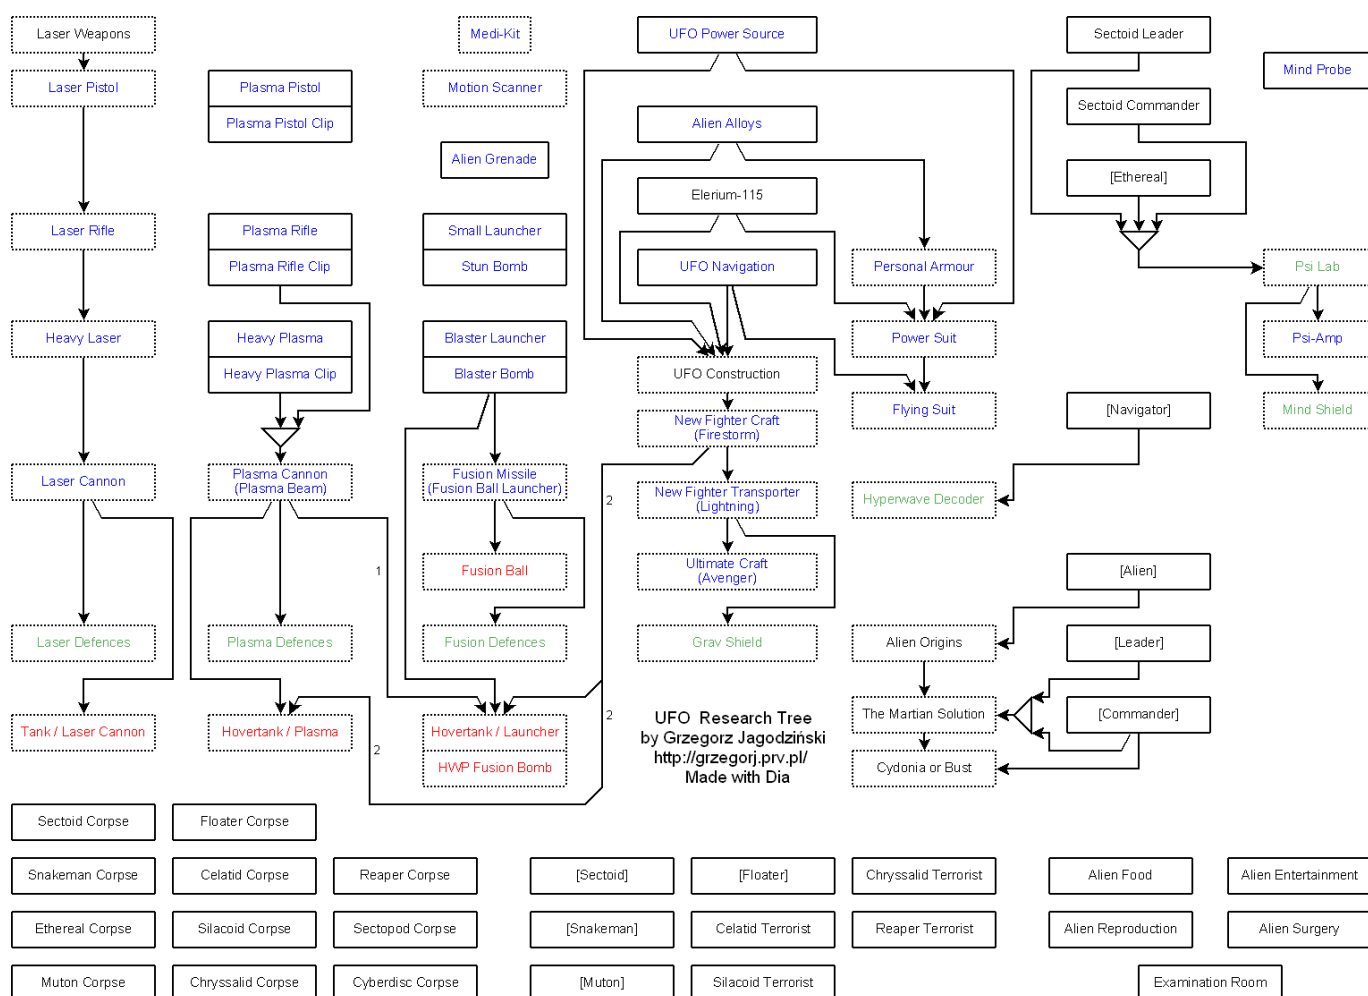 Laser Weapons
Medi-Kit
UFO Power Source
Sectoid Leader
Mind Probe
Laser Pistol
Plasma Pistol
Motion Scanner
Plasma Pistol Clip
Alien Alloys
Sectoid Commander
Alien Grenade
Elerium-115
[Ethereal]
Laser Rifle
Plasma Rifle
Small Launcher
Plasma Rifle Clip
Stun Bomb
UFO Navigation
Personal Armour
Psi Lab
Heavy Laser
Heavy Plasma
Blaster Launcher
Power Suit
Psi-Amp
Heavy Plasma Clip
Blaster Bomb
UFO Construction
New Fighter Craft
(Firestorm)
Flying Suit
[Navigator]
Mind Shield
Laser Cannon
Plasma Cannon
(Plasma Beam)
Fusion Missile
(Fusion Ball Launcher)
2
New Fighter Transporter
(Lightning)
Hyperwave Decoder
1
Fusion Ball
Ultimate Craft
(Avenger)
[Alien]
Laser Defences
Plasma Defences
Fusion Defences
Grav Shield
Alien Origins
[Leader]
Tank / Laser Cannon
Hovertank / Plasma
2
Hovertank / Launcher
HWP Fusion Bomb
2
UFO Research Tree
by Grzegorz Jagodziński
http://grzegorj.prv.pl/
Made with Dia
The Martian Solution
[Commander]
Cydonia or Bust
Sectoid Corpse
Floater Corpse
Snakeman Corpse
Celatid Corpse
Reaper Corpse
[Sectoid]
[Floater]
Chryssalid Terrorist
Alien Food
Alien Entertainment
Ethereal Corpse
Silacoid Corpse
Sectopod Corpse
[Snakeman]
Celatid Terrorist
Reaper Terrorist
Alien Reproduction
Alien Surgery
Muton Corpse
Chryssalid Corpse
Cyberdisc Corpse
[Muton]
Silacoid Terrorist
Examination Room